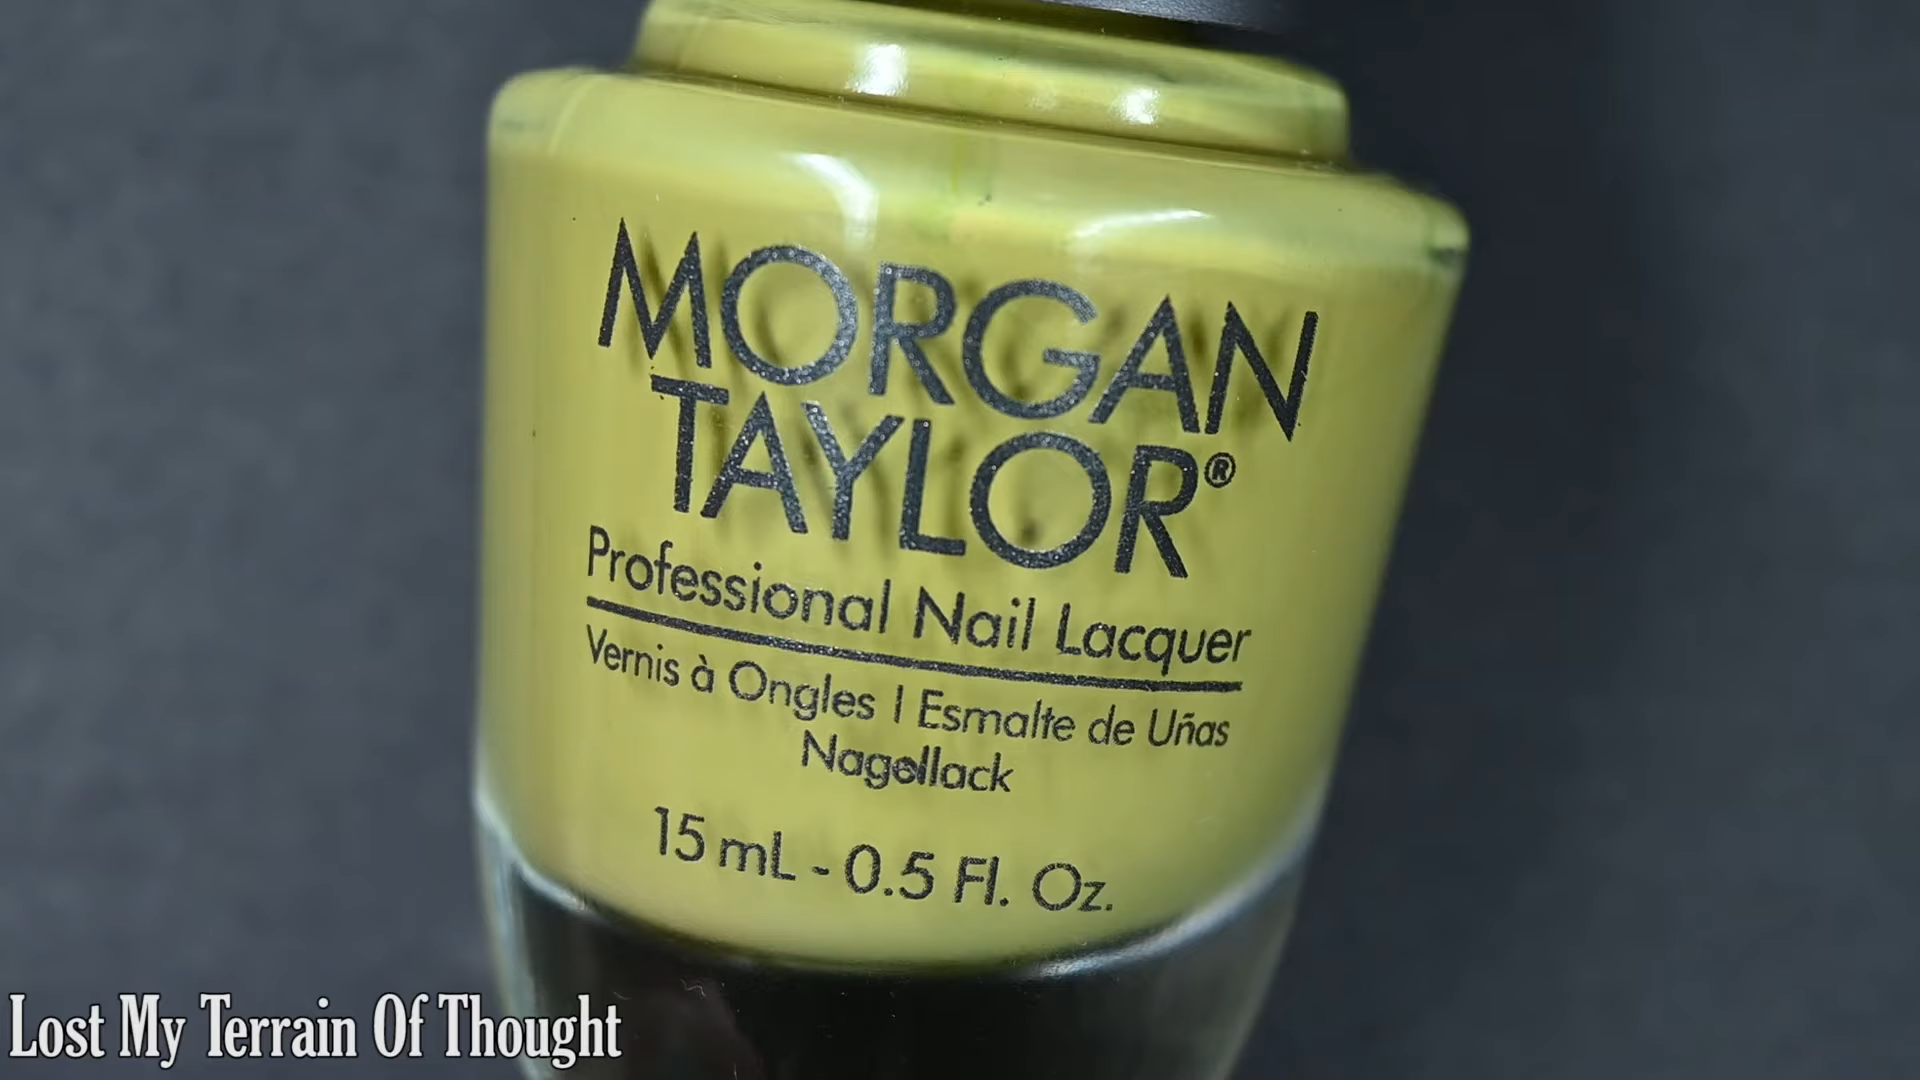 MORGAN
TAYLOR®
Professional Nail Lacquer
Vernis à Ongles | Esmalte de Uñas
Nagellack
15 mL - 0.5 Fl. Oz.
Lost My Terrain Of Thought